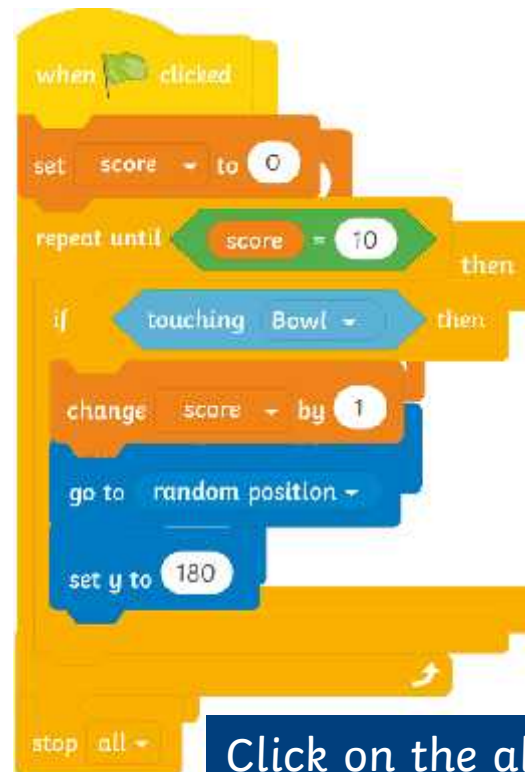 when clicked
set score to 0
repeat until score = 10
then
if touching Bowl then
change score by 1
go to random position
set y to 180
stop all
Click on the